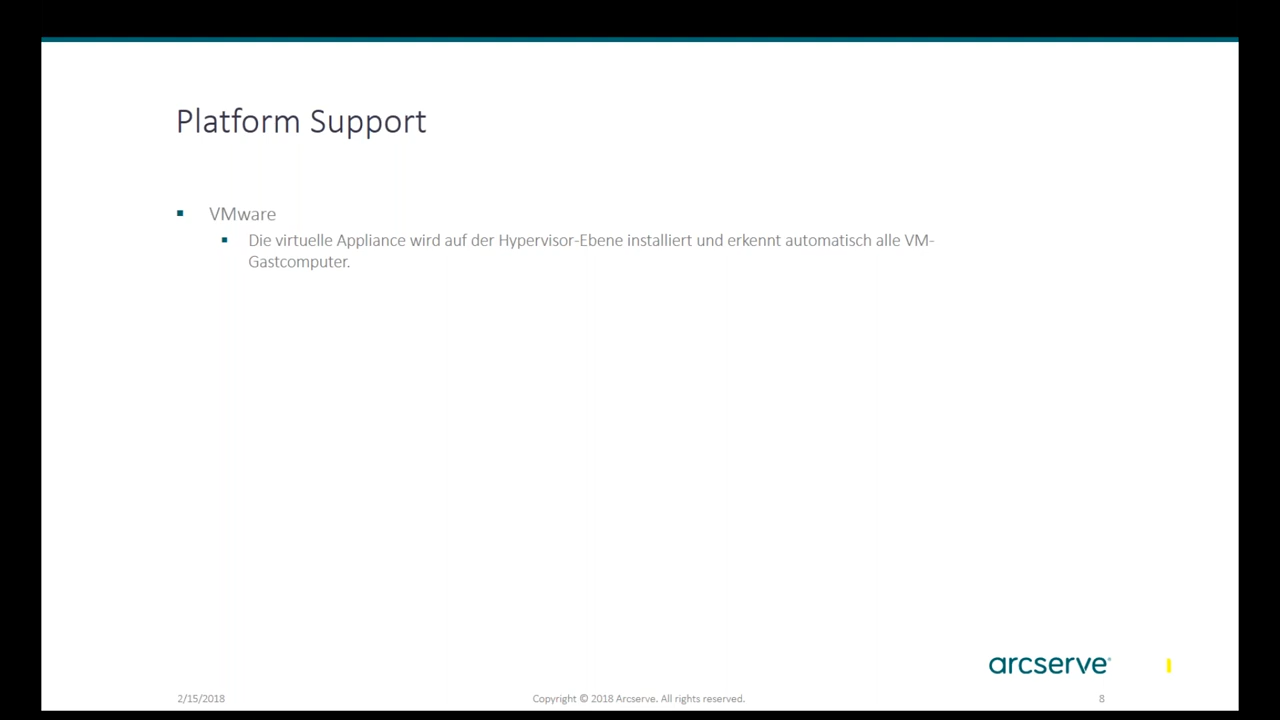 Platform Support
▪ VMware
▪ Die virtuelle Appliance wird auf der Hypervisor-Ebene installiert und erkennt automatisch alle VM-
Gastcomputer.
arcserve®
2/15/2018
Copyright © 2018 Arcserve. All rights reserved.
8